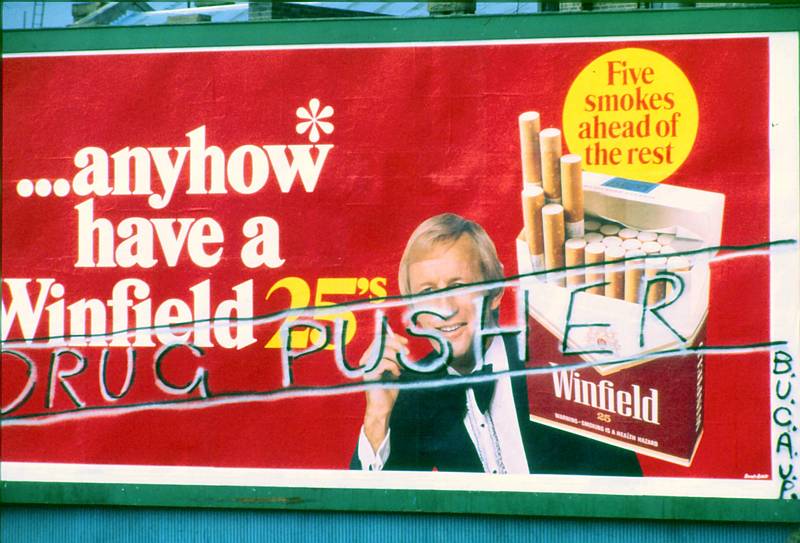 ...anyhow*
have a
Winfield 25's
Five
smokes
ahead of
the rest
DRUG PUSHER
Winfield
25
WARNING-SMOKING IS A HEALTH HAZARD
B.U.G.A.U.P.